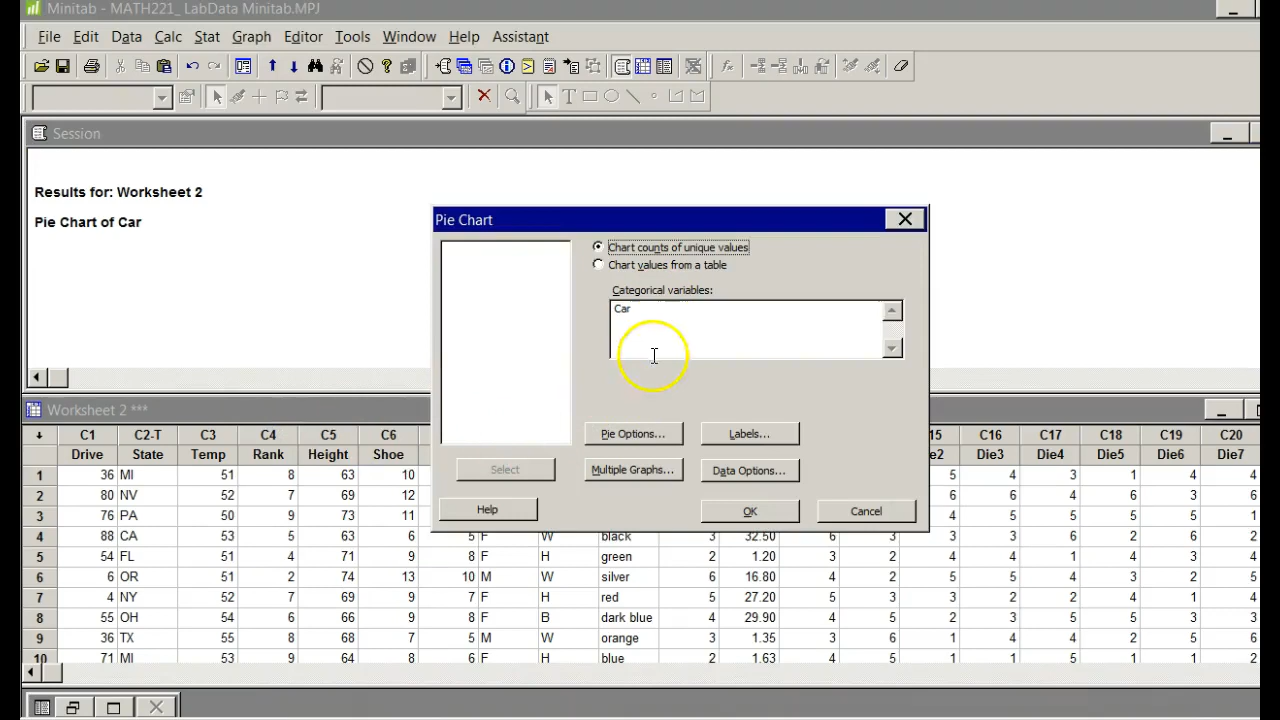 Minitab - MATH221_ LabData Minitab.MPJ
File Edit Data Calc Stat Graph Editor Tools Window Help Assistant
Session
Results for: Worksheet 2
Pie Chart of Car
Pie Chart
Chart counts of unique values
Chart values from a table
Categorical variables:
Car
Pie Options... Labels...
Select Multiple Graphs... Data Options...
Help OK Cancel
Worksheet 2 ***
C1 C2-T C3 C4 C5 C6 15 C16 C17 C18 C19 C20
Drive State Temp Rank Height Shoe e2 Die3 Die4 Die5 Die6 Die7
1 36 MI 51 8 63 10 5 4 3 1 4 4
2 80 NV 52 7 69 12 6 6 4 6 3 6
3 76 PA 50 9 73 11 4 5 5 5 5 1
4 88 CA 53 5 63 6 5 F W black 3 32.50 6 3 3 3 6 2 6 2
5 54 FL 51 4 71 9 8 F H green 2 1.20 3 2 4 4 1 4 3 4
6 6 OR 51 2 74 13 10 M W silver 6 16.80 4 2 5 5 4 3 2 5
7 4 NY 52 6 69 9 7 F H red 5 27.20 5 3 3 2 2 4 1 4
8 55 OH 54 6 66 9 8 F B dark blue 4 29.90 4 5 2 3 5 5 3 3
9 36 TX 55 8 68 7 5 M W orange 3 1.35 3 6 1 4 4 2 5 6
10 71 MI 53 9 64 8 6 F H blue 2 1.63 4 5 1 1 5 1 1 2